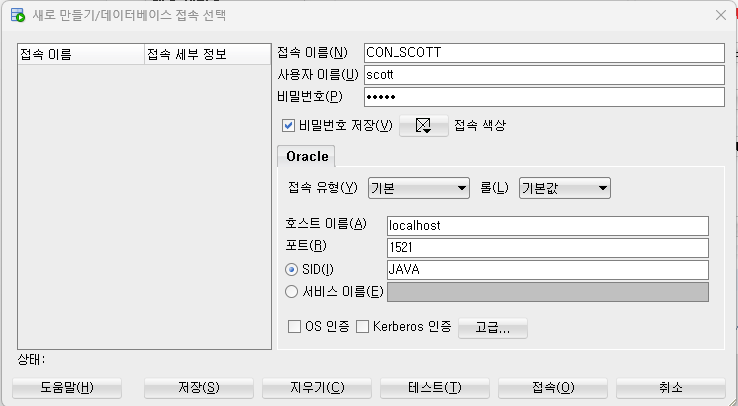 새로 만들기/데이터베이스 접속 선택
접속 이름 접속 세부 정보
접속 이름(N) CON_SCOTT
사용자 이름(U) scott
비밀번호(P) •••••
비밀번호 저장(V) 접속 색상
Oracle
접속 유형(Y) 기본 롤(L) 기본값
호스트 이름(A) localhost
포트(R) 1521
SID(I) JAVA
서비스 이름(E)
OS 인증 Kerberos 인증 고급...
상태:
도움말(H) 저장(S) 지우기(C) 테스트(T) 접속(O) 취소